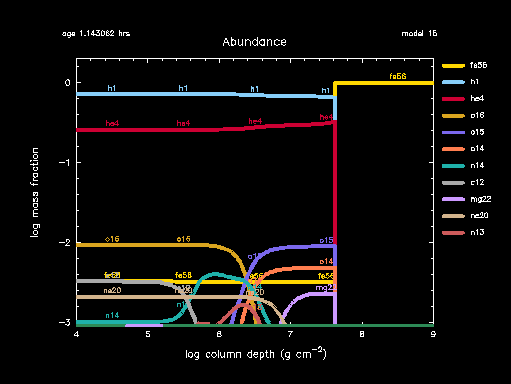 age 1.143062 hrs
model 15
Abundance
fe56
h1
he4
o16
o15
o14
n14
c12
mg22
ne20
n13
h1 h1 h1 h1
fe56
he4 he4 he4 he4
o16 o16
o15
o14
fe56 fe56 fe56
ne20
n14
mg22
0
−1
−2
−3
4 5 6 7 8 9
log mass fraction
log column depth (g cm⁻²)